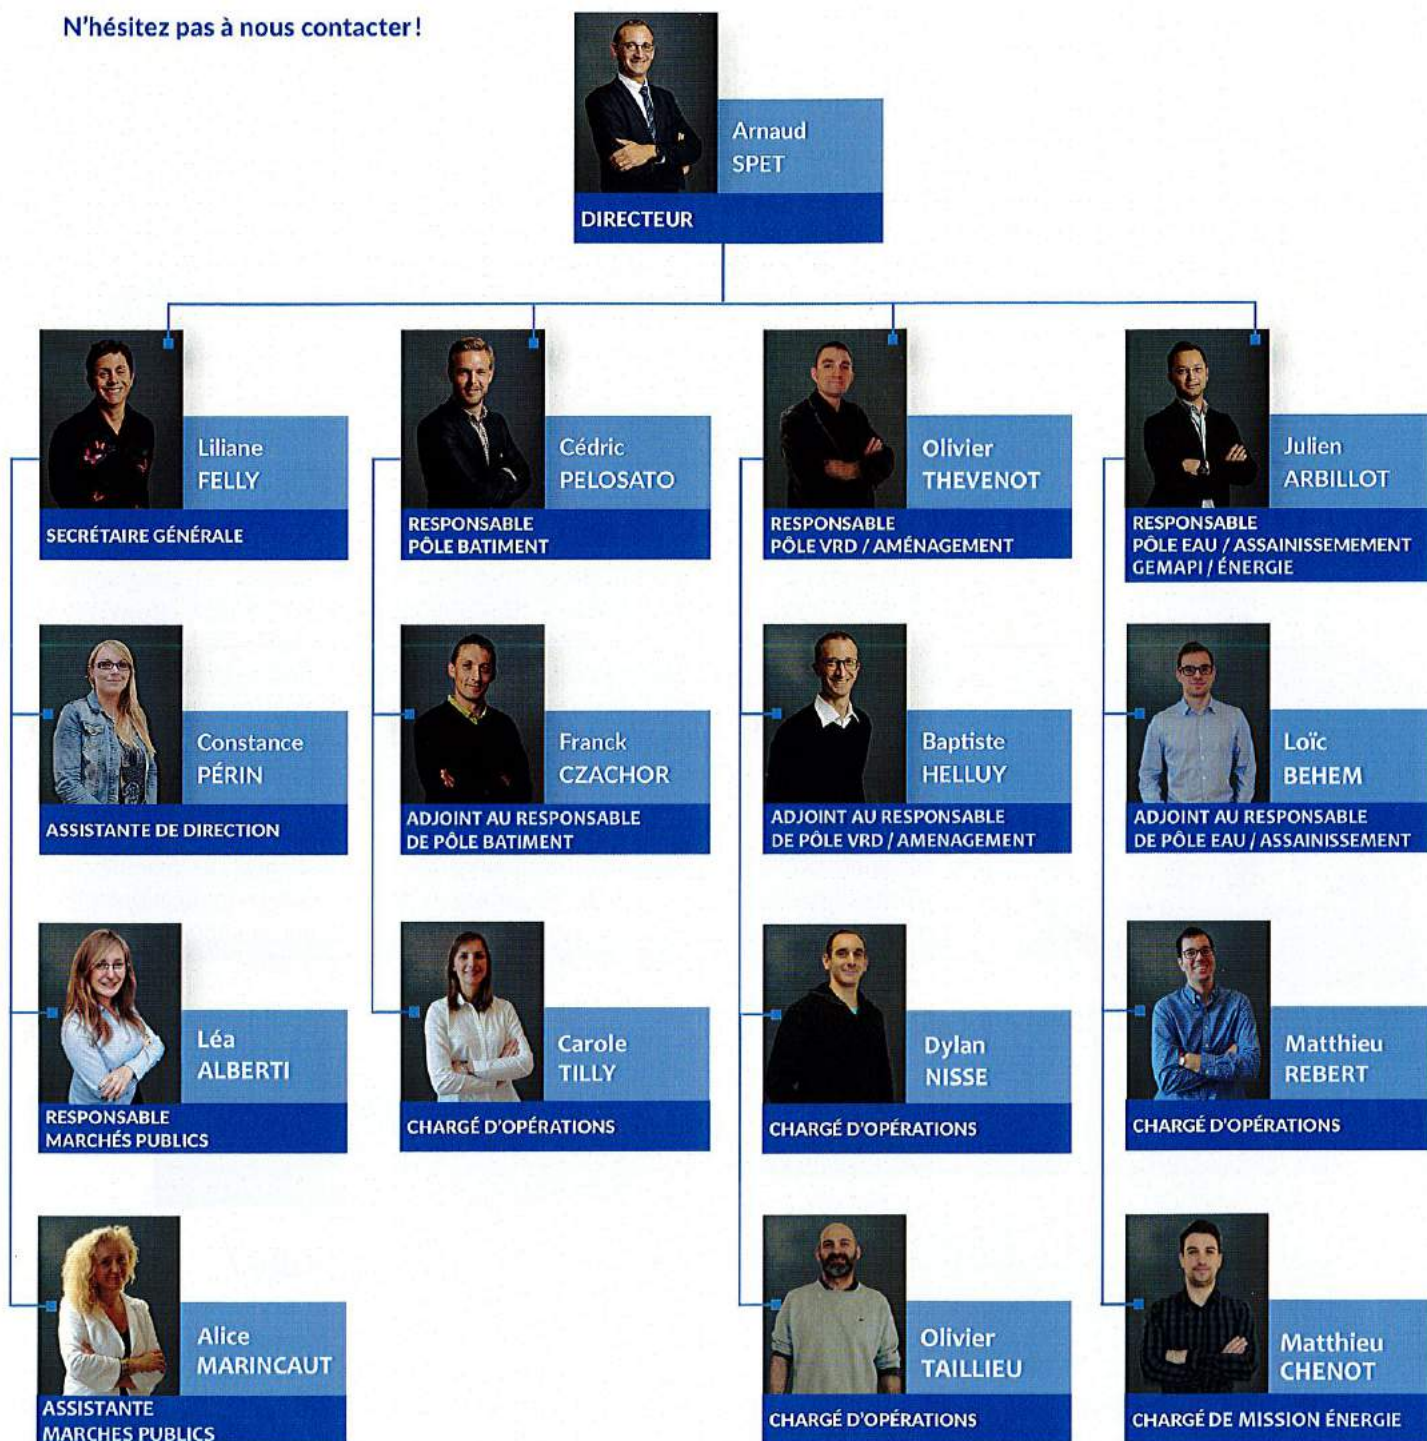 N'hésitez pas à nous contacter !
Arnaud
SPET
DIRECTEUR
Liliane
FELLY
SECRÉTAIRE GÉNÉRALE
Cédric
PELOSATO
RESPONSABLE
PÔLE BATIMENT
Olivier
THEVENOT
RESPONSABLE
PÔLE VRD / AMÉNAGEMENT
Julien
ARBILLOT
RESPONSABLE
PÔLE EAU / ASSAINISSEMEMENT
GEMAPI / ÉNERGIE
Constance
PÉRIN
ASSISTANTE DE DIRECTION
Franck
CZACHOR
ADJOINT AU RESPONSABLE
DE PÔLE BATIMENT
Baptiste
HELLUY
ADJOINT AU RESPONSABLE
DE PÔLE VRD / AMENAGEMENT
Loïc
BEHEM
ADJOINT AU RESPONSABLE
DE PÔLE EAU / ASSAINISSEMENT
Léa
ALBERTI
RESPONSABLE
MARCHÉS PUBLICS
Carole
TILLY
CHARGÉ D'OPÉRATIONS
Dylan
NISSE
CHARGÉ D'OPÉRATIONS
Matthieu
REBERT
CHARGÉ D'OPÉRATIONS
Alice
MARINCAUT
ASSISTANTE
MARCHES PUBLICS
Olivier
TAILLIEU
CHARGÉ D'OPÉRATIONS
Matthieu
CHENOT
CHARGÉ DE MISSION ÉNERGIE